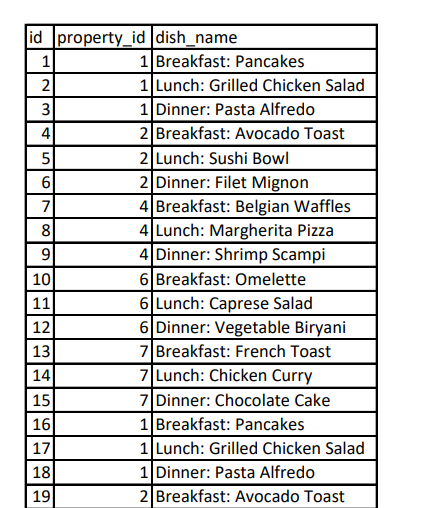 id property_id dish_name
1 1 Breakfast: Pancakes
2 1 Lunch: Grilled Chicken Salad
3 1 Dinner: Pasta Alfredo
4 2 Breakfast: Avocado Toast
5 2 Lunch: Sushi Bowl
6 2 Dinner: Filet Mignon
7 4 Breakfast: Belgian Waffles
8 4 Lunch: Margherita Pizza
9 4 Dinner: Shrimp Scampi
10 6 Breakfast: Omelette
11 6 Lunch: Caprese Salad
12 6 Dinner: Vegetable Biryani
13 7 Breakfast: French Toast
14 7 Lunch: Chicken Curry
15 7 Dinner: Chocolate Cake
16 1 Breakfast: Pancakes
17 1 Lunch: Grilled Chicken Salad
18 1 Dinner: Pasta Alfredo
19 2 Breakfast: Avocado Toast